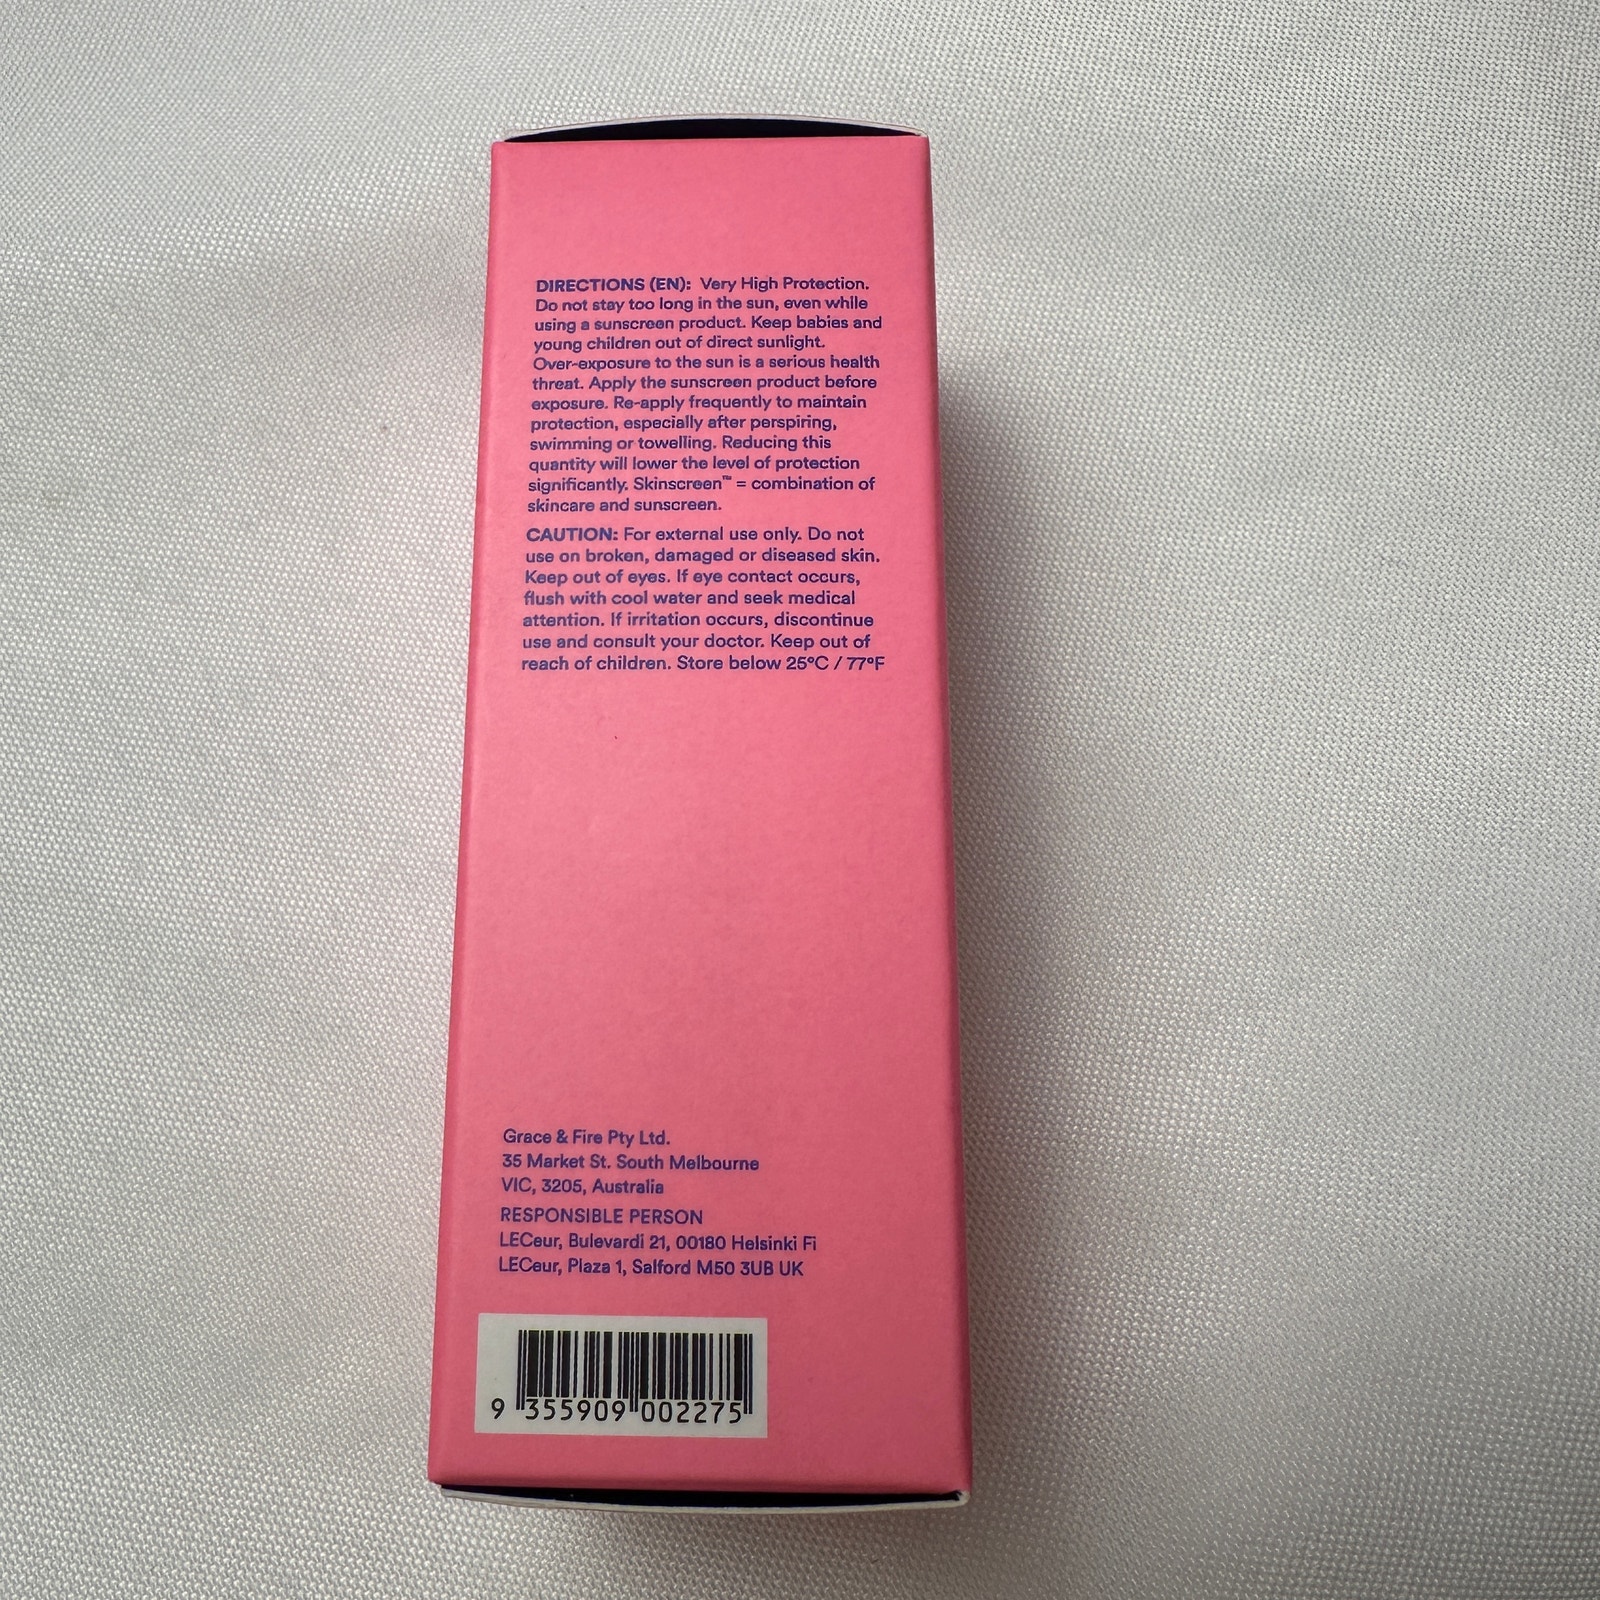 DIRECTIONS (EN): Very High Protection.
Do not stay too long in the sun, even while
using a sunscreen product. Keep babies and
young children out of direct sunlight.
Over-exposure to the sun is a serious health
threat. Apply the sunscreen product before
exposure. Re-apply frequently to maintain
protection, especially after perspiring,
swimming or towelling. Reducing this
quantity will lower the level of protection
significantly. Skinscreen™ = combination of
skincare and sunscreen.
CAUTION: For external use only. Do not
use on broken, damaged or diseased skin.
Keep out of eyes. If eye contact occurs,
flush with cool water and seek medical
attention. If irritation occurs, discontinue
use and consult your doctor. Keep out of
reach of children. Store below 25°C / 77°F
Grace & Fire Pty Ltd.
35 Market St. South Melbourne
VIC, 3205, Australia
RESPONSIBLE PERSON
LECeur, Bulevardi 21, 00180 Helsinki Fi
LECeur, Plaza 1, Salford M50 3UB UK
9 355909 002275